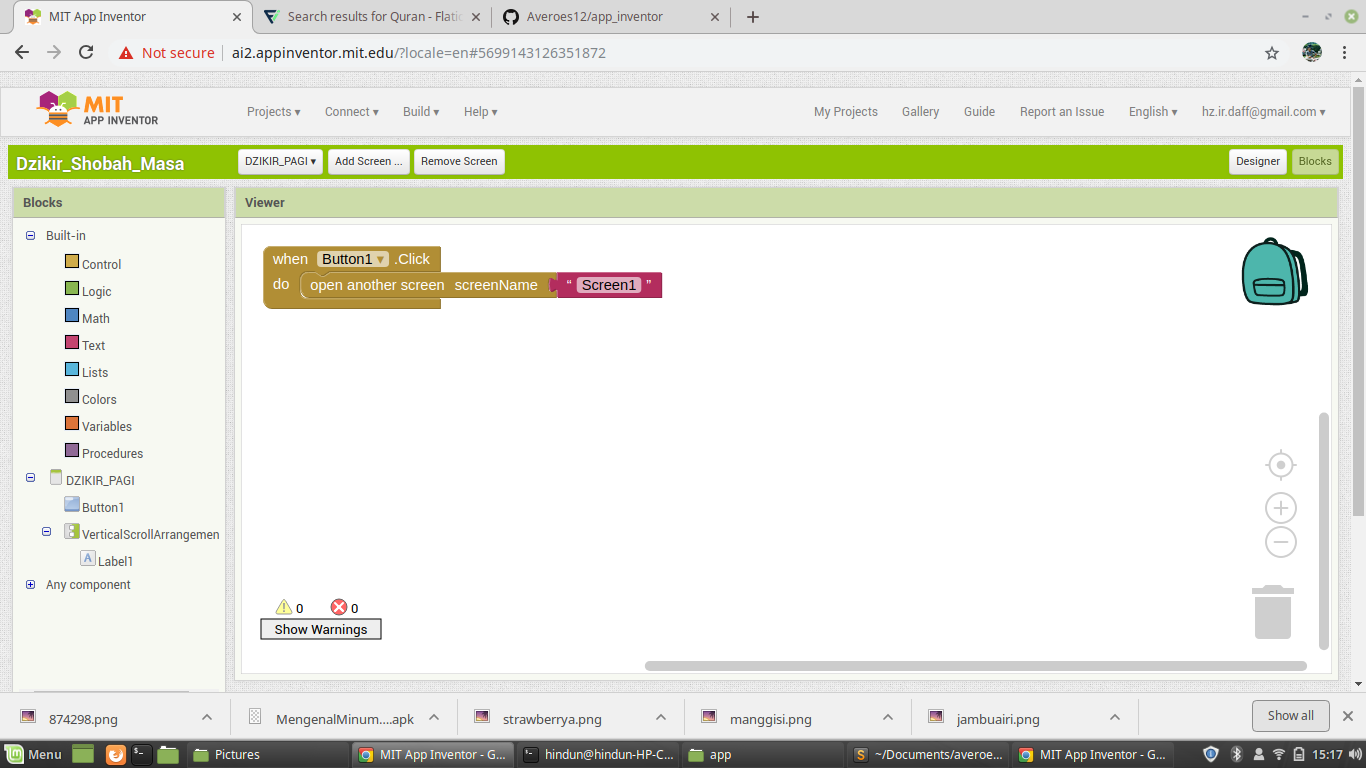 MIT App Inventor
Search results for Quran - Flatic
Averoes12/app_inventor
Not secure
ai2.appinventor.mit.edu/?locale=en#5699143126351872
MIT
APP INVENTOR
Projects ▾
Connect ▾
Build ▾
Help ▾
My Projects
Gallery
Guide
Report an Issue
English ▾
hz.ir.daff@gmail.com ▾
Dzikir_Shobah_Masa
DZIKIR_PAGI ▾
Add Screen ...
Remove Screen
Designer
Blocks
Blocks
Viewer
Built-in
Control
Logic
Math
Text
Lists
Colors
Variables
Procedures
DZIKIR_PAGI
Button1
VerticalScrollArrangemen
A Label1
Any component
when Button1 ▾ .Click
do open another screen screenName “ Screen1 ”
0 0
Show Warnings
874298.png
MengenalMinum....apk
strawberrya.png
manggisi.png
jambuairi.png
Show all
Menu
Pictures
MIT App Inventor - G...
hindun@hindun-HP-C...
app
~/Documents/averoe...
MIT App Inventor - G...
15:17